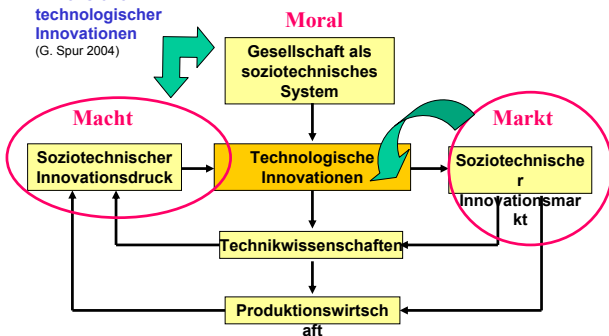 technologischer
Innovationen
(G. Spur 2004)
Moral
Gesellschaft als
soziotechnisches
System
Macht
Markt
Soziotechnischer
Innovationsdruck
Technologische
Innovationen
Soziotechnische
r
Innovationsmar
kt
Technikwissenschaften
Produktionswirtsch
aft